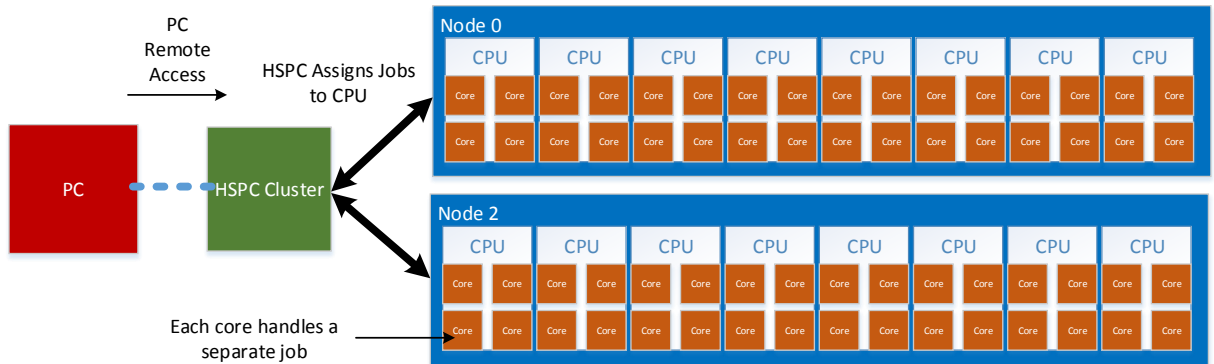 PC
Remote
Access
HSPC Assigns Jobs
to CPU
PC
HSPC Cluster
Node 0
CPU CPU CPU CPU CPU CPU CPU CPU
Core Core Core Core Core Core Core Core Core Core Core Core Core Core Core Core
Core Core Core Core Core Core Core Core Core Core Core Core Core Core Core Core
Node 2
CPU CPU CPU CPU CPU CPU CPU CPU
Core Core Core Core Core Core Core Core Core Core Core Core Core Core Core Core
Core Core Core Core Core Core Core Core Core Core Core Core Core Core Core Core
Each core handles a
separate job